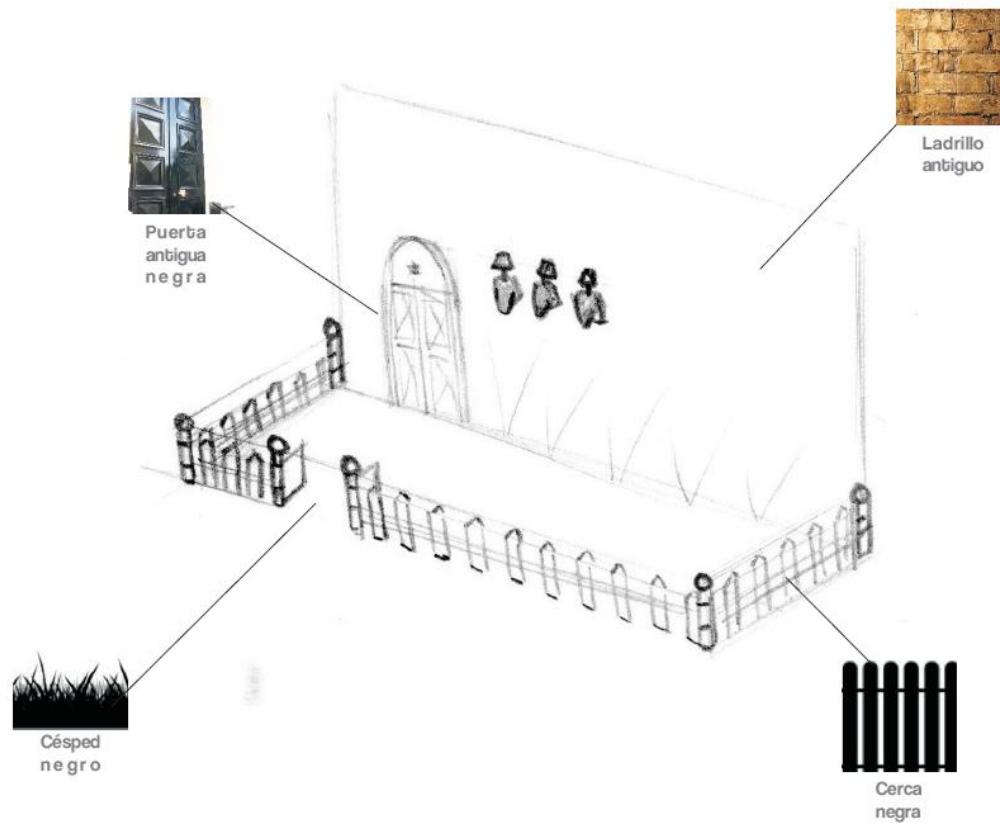 Ladrillo
antiguo
Puerta
antigua
negra
Césped
negro
Cerca
negra